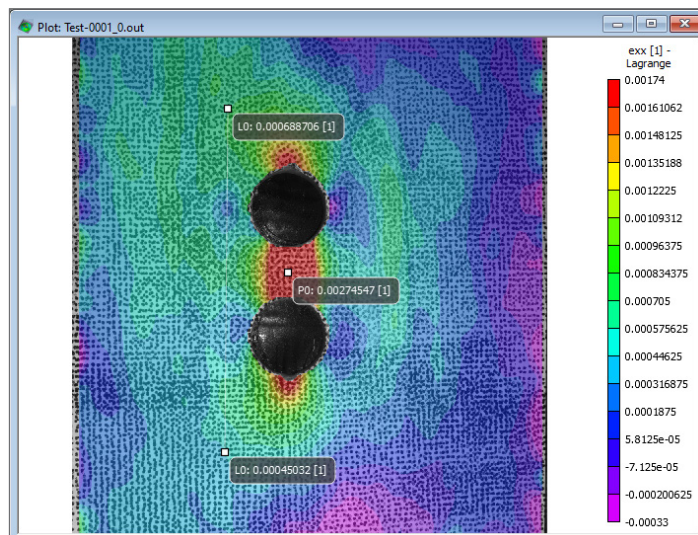 Plot: Test-0001_0.out
exx [1] -
Lagrange
0.00174
0.00161062
0.00148125
0.00135188
0.0012225
0.00109312
0.00096375
0.000834375
0.000705
0.000575625
0.00044625
0.000316875
0.0001875
5.8125e-05
-7.125e-05
-0.000200625
-0.00033
L0: 0.000688706 [1]
P0: 0.00274547 [1]
L0: 0.00045032 [1]